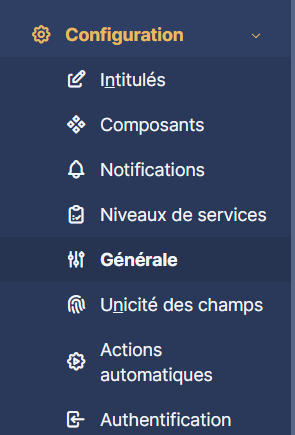 Configuration
Intitulés
Composants
Notifications
Niveaux de services
Générale
Unicité des champs
Actions
automatiques
Authentification